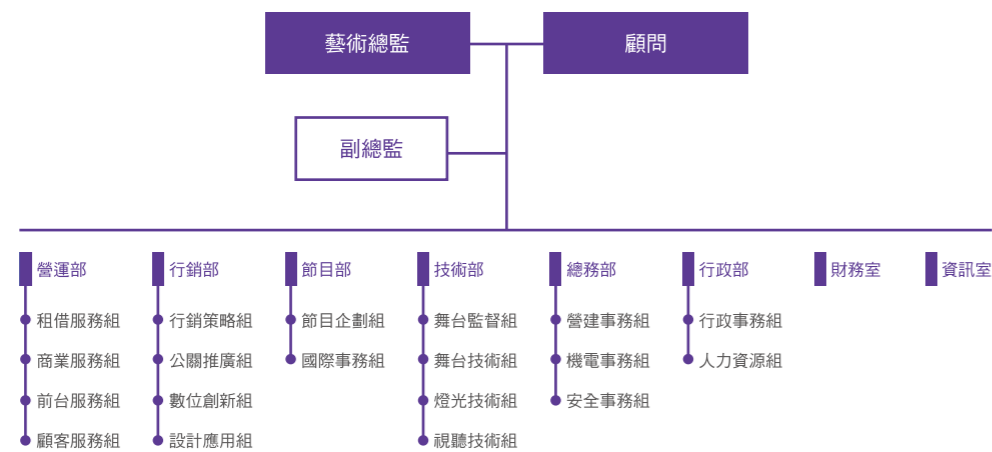 藝術總監
顧問
副總監
營運部
租借服務組
商業服務組
前台服務組
顧客服務組
行銷部
行銷策略組
公關推廣組
數位創新組
設計應用組
節目部
節目企劃組
國際事務組
技術部
舞台監督組
舞台技術組
燈光技術組
視聽技術組
總務部
營建事務組
機電事務組
安全事務組
行政部
行政事務組
人力資源組
財務室
資訊室